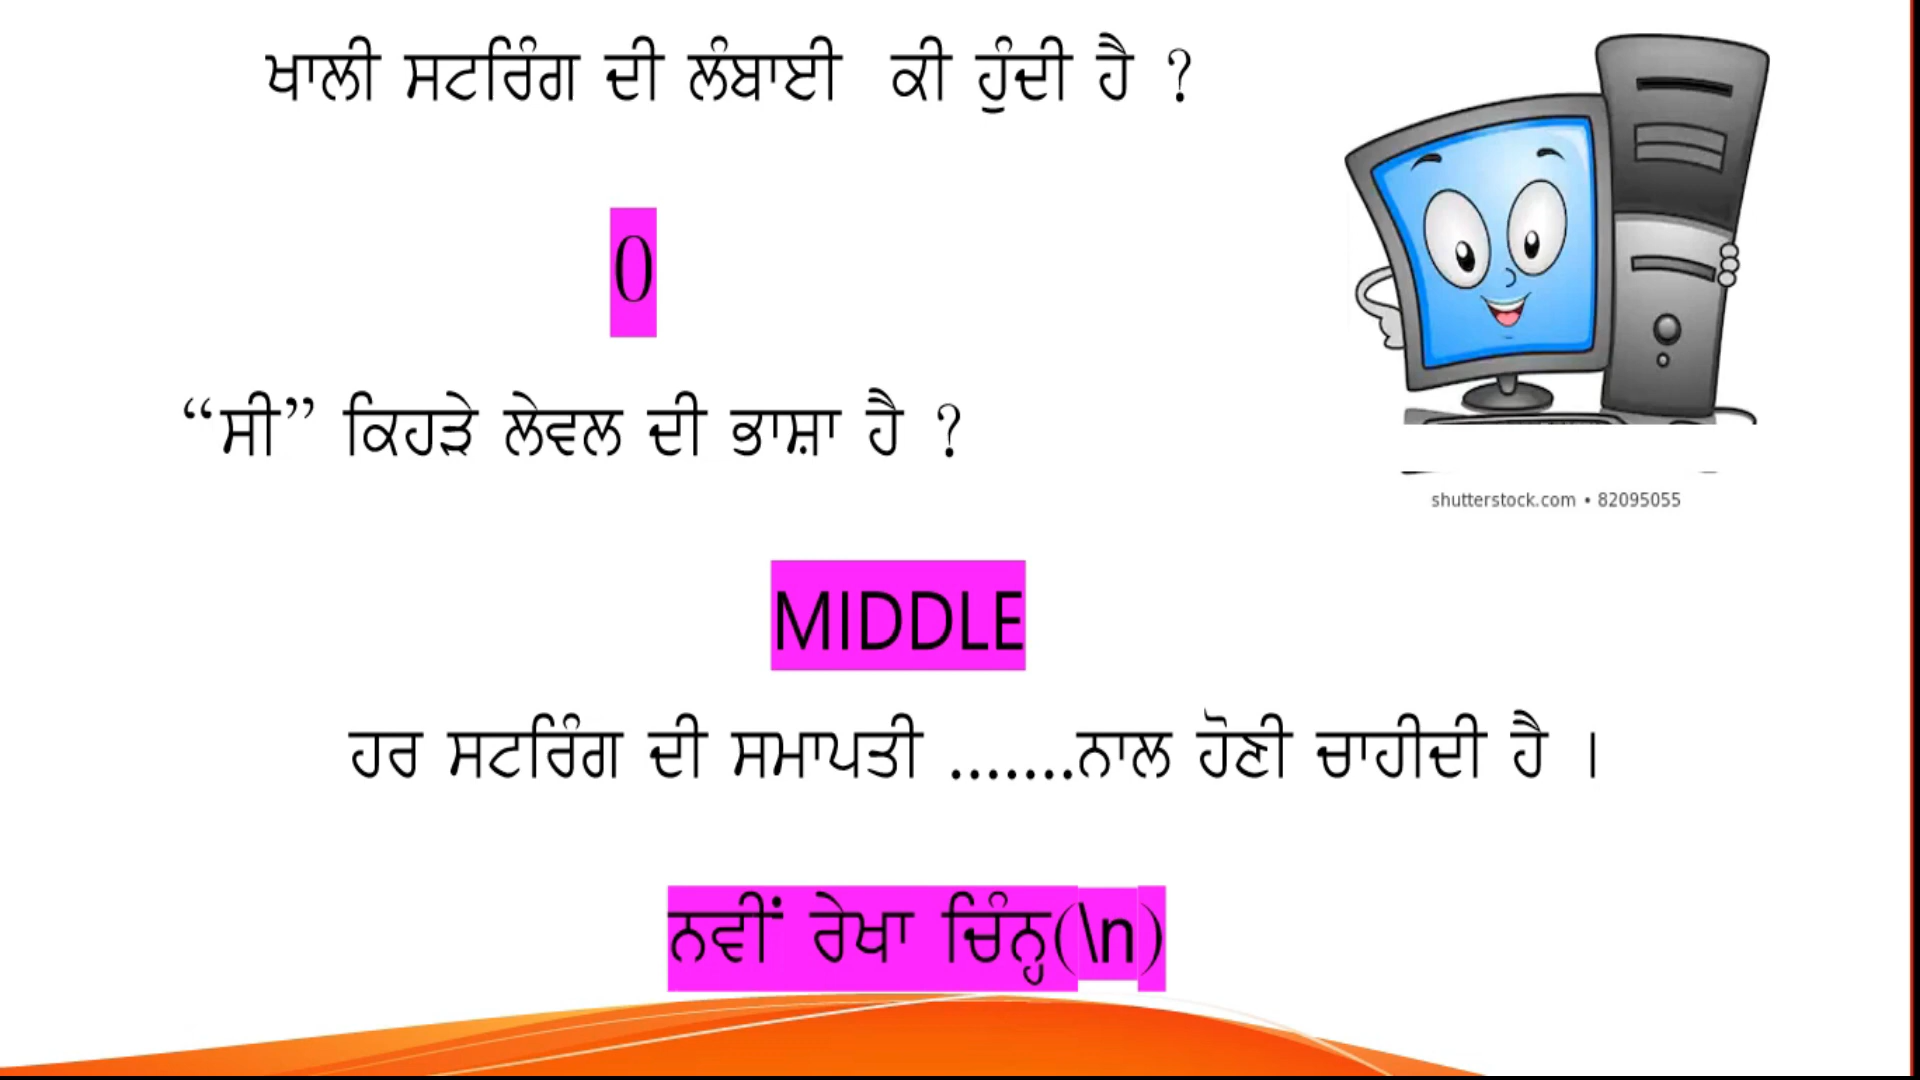 ਖਾਲੀ ਸਟਰਿੰਗ ਦੀ ਲੰਬਾਈ ਕੀ ਹੁੰਦੀ ਹੈ ?
0
“ਸੀ” ਕਿਹੜੇ ਲੇਵਲ ਦੀ ਭਾਸ਼ਾ ਹੈ ?
shutterstock.com • 82095055
MIDDLE
ਹਰ ਸਟਰਿੰਗ ਦੀ ਸਮਾਪਤੀ .......ਨਾਲ ਹੋਣੀ ਚਾਹੀਦੀ ਹੈ ।
ਨਵੀਂ ਰੇਖਾ ਚਿੰਨ੍ਹ(\n)